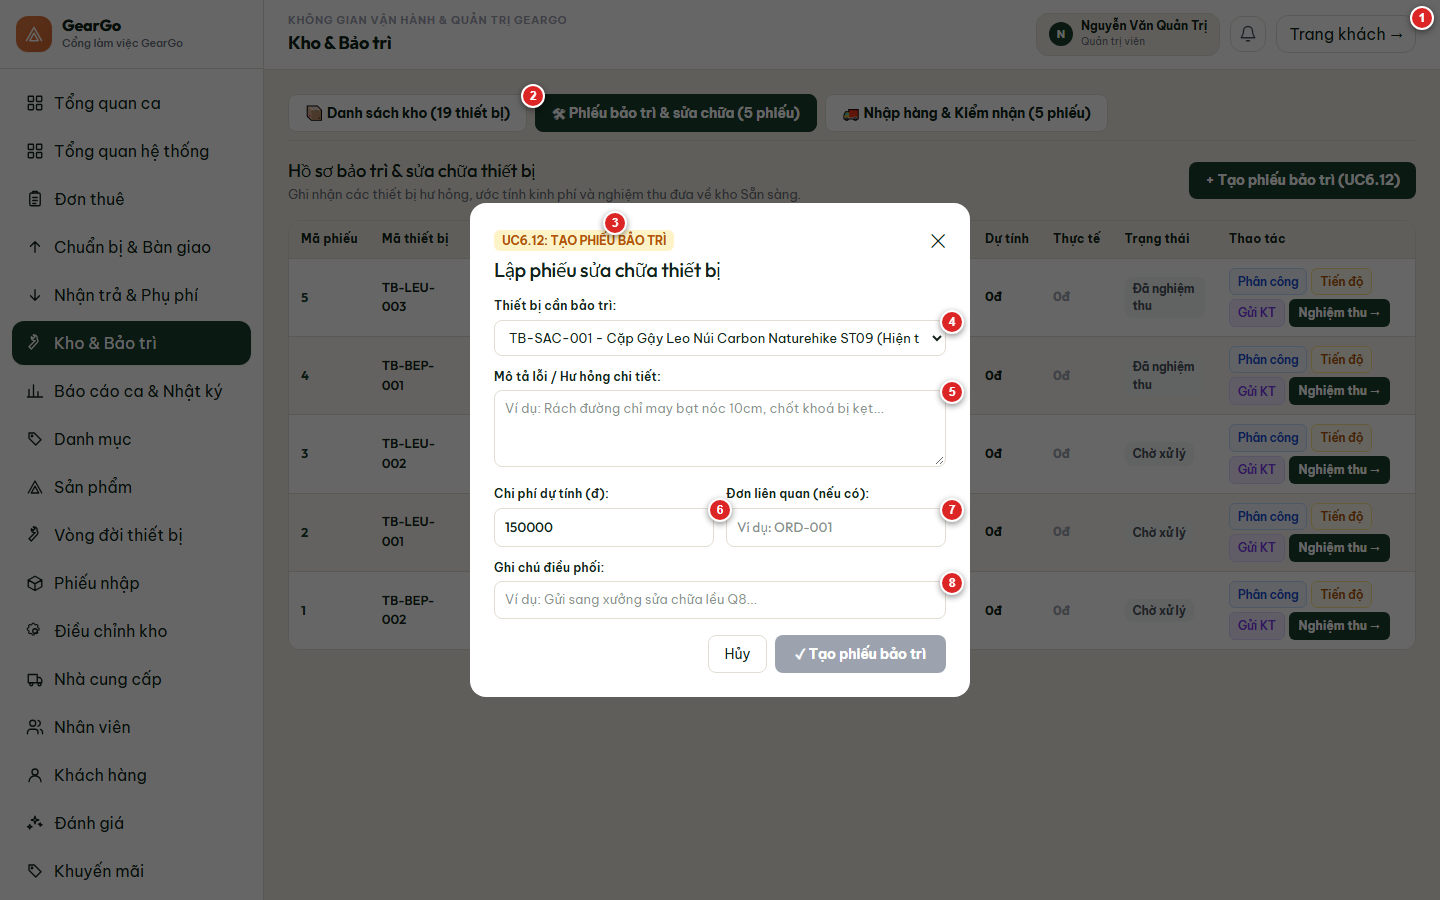 GearGo
Cổng làm việc GearGo
KHÔNG GIAN VẬN HÀNH & QUẢN TRỊ GEARGO
Kho & Bảo trì
N
Nguyễn Văn Quản Trị
Quản trị viên
Trang khách →
1
Tổng quan ca
Tổng quan hệ thống
Đơn thuê
Chuẩn bị & Bàn giao
Nhận trả & Phụ phí
Kho & Bảo trì
Báo cáo ca & Nhật ký
Danh mục
Sản phẩm
Vòng đời thiết bị
Phiếu nhập
Điều chỉnh kho
Nhà cung cấp
Nhân viên
Khách hàng
Đánh giá
Khuyến mãi
Danh sách kho (19 thiết bị)
2
Phiếu bảo trì & sửa chữa (5 phiếu)
Nhập hàng & Kiểm nhận (5 phiếu)
Hồ sơ bảo trì & sửa chữa thiết bị
Ghi nhận các thiết bị hư hỏng, ước tính kinh phí và nghiệm thu đưa về kho Sẵn sàng.
+ Tạo phiếu bảo trì (UC6.12)
Mã phiếu Mã thiết bị Dự tính Thực tế Trạng thái Thao tác
5 TB-LEU-003 0đ 0đ Đã nghiệm thu Phân công Tiến độ Gửi KT Nghiệm thu →
4 TB-BEP-001 0đ 0đ Đã nghiệm thu Phân công Tiến độ Gửi KT Nghiệm thu →
3 TB-LEU-002 0đ 0đ Chờ xử lý Phân công Tiến độ Gửi KT Nghiệm thu →
2 TB-LEU-001 0đ 0đ Chờ xử lý Phân công Tiến độ Gửi KT Nghiệm thu →
1 TB-BEP-002 0đ 0đ Chờ xử lý Phân công Tiến độ Gửi KT Nghiệm thu →
3
UC6.12: TẠO PHIẾU BẢO TRÌ
Lập phiếu sửa chữa thiết bị
Thiết bị cần bảo trì:
4
TB-SAC-001 - Cặp Gậy Leo Núi Carbon Naturehike ST09 (Hiện t
Mô tả lỗi / Hư hỏng chi tiết:
5
Ví dụ: Rách đường chỉ may bạt nóc 10cm, chốt khoá bị kẹt...
Chi phí dự tính (đ):
6
150000
Đơn liên quan (nếu có):
7
Ví dụ: ORD-001
Ghi chú điều phối:
8
Ví dụ: Gửi sang xưởng sửa chữa lều Q8...
Hủy
✓ Tạo phiếu bảo trì